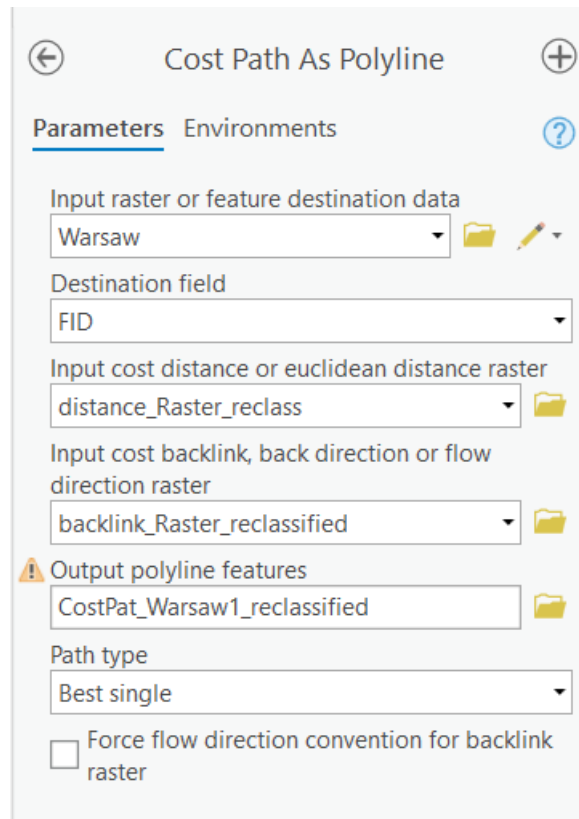 Cost Path As Polyline
Parameters Environments
Input raster or feature destination data
Warsaw
Destination field
FID
Input cost distance or euclidean distance raster
distance_Raster_reclass
Input cost backlink, back direction or flow
direction raster
backlink_Raster_reclassified
Output polyline features
CostPat_Warsaw1_reclassified
Path type
Best single
Force flow direction convention for backlink
raster